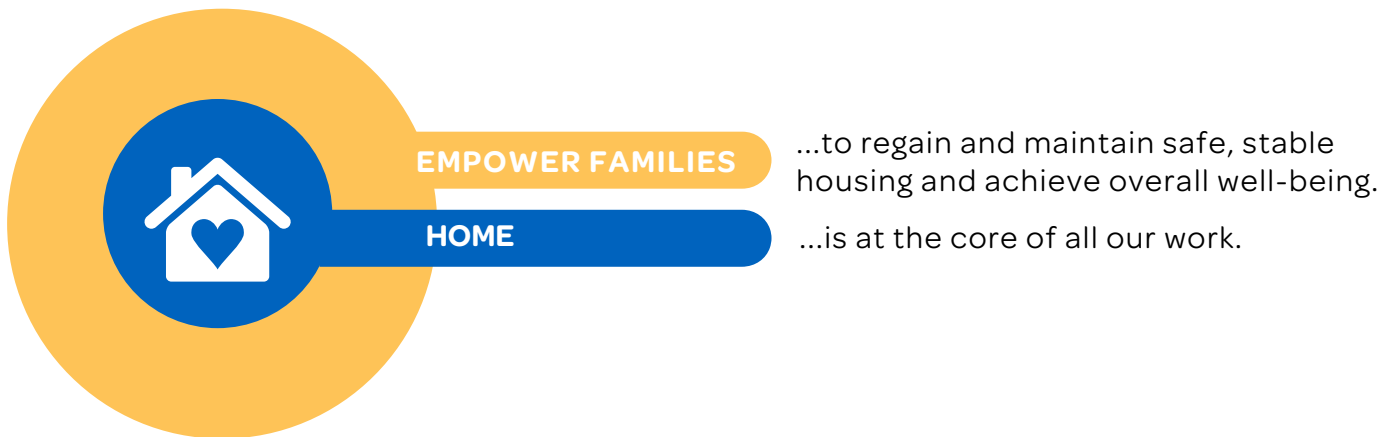 EMPOWER FAMILIES
...to regain and maintain safe, stable
housing and achieve overall well-being.
HOME
...is at the core of all our work.